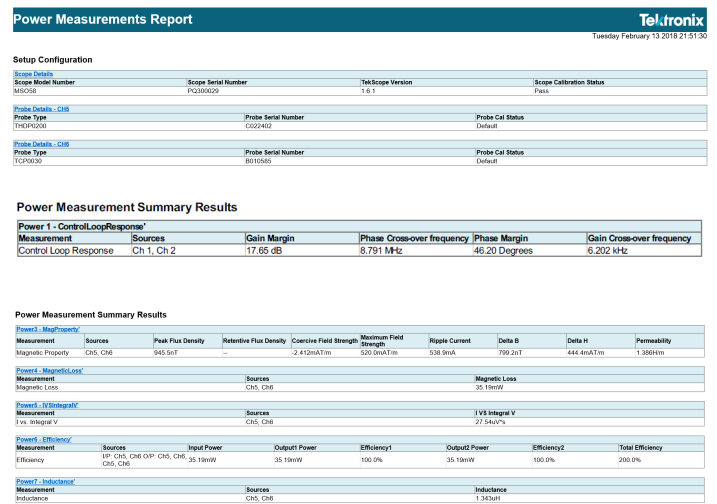 Power Measurements Report
Tektronix
Tuesday February 13 2018 21:51:30
Setup Configuration
Scope Details
Scope Model Number Scope Serial Number TekScope Version Scope Calibration Status
MSO58 PQ300029 1.6.1 Pass
Probe Details - CH5
Probe Type Probe Serial Number Probe Cal Status
THDP0200 C022402 Default
Probe Details - CH6
Probe Type Probe Serial Number Probe Cal Status
TCP0030 B010585 Default
Power Measurement Summary Results
Power 1 - ControlLoopResponse'
Measurement Sources Gain Margin Phase Cross-over frequency Phase Margin Gain Cross-over frequency
Control Loop Response Ch 1, Ch 2 17.65 dB 8.791 MHz 46.20 Degrees 6.202 kHz
Power Measurement Summary Results
Power3 - MagProperty'
Measurement Sources Peak Flux Density Retentive Flux Density Coercive Field Strength Maximum Field Strength Ripple Current Delta B Delta H Permeability
Magnetic Property Ch5, Ch6 945.5nT -- -2.412mAT/m 520.0mAT/m 538.9mA 799.2nT 444.4mAT/m 1.386H/m
Power4 - MagneticLoss'
Measurement Sources Magnetic Loss
Magnetic Loss Ch5, Ch6 35.19mW
Power5 - IVSIntegralV'
Measurement Sources I VS Integral V
I vs. Integral V Ch5, Ch6 27.54uV*s
Power6 - Efficiency'
Measurement Sources Input Power Output1 Power Efficiency1 Output2 Power Efficiency2 Total Efficiency
Efficiency I/P: Ch5, Ch6 O/P: Ch5, Ch6, Ch5, Ch6 35.19mW 35.19mW 100.0% 35.19mW 100.0% 200.0%
Power7 - Inductance'
Measurement Sources Inductance
Inductance Ch5, Ch6 1.343uH